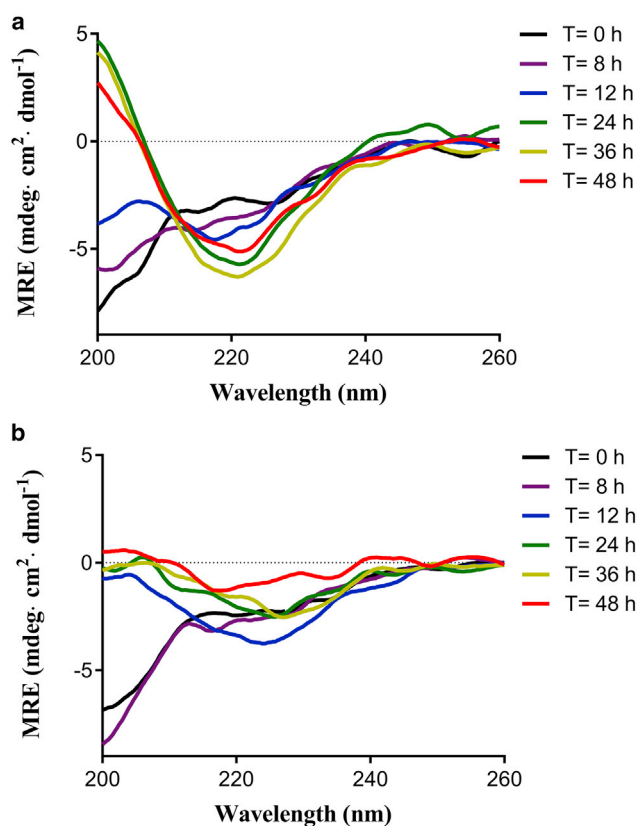 a
5
0
-5
MRE (mdeg· cm²· dmol⁻¹)
200
220
240
260
Wavelength (nm)
T= 0 h
T= 8 h
T= 12 h
T= 24 h
T= 36 h
T= 48 h
b
5
0
-5
MRE (mdeg· cm²· dmol⁻¹)
200
220
240
260
Wavelength (nm)
T= 0 h
T= 8 h
T= 12 h
T= 24 h
T= 36 h
T= 48 h